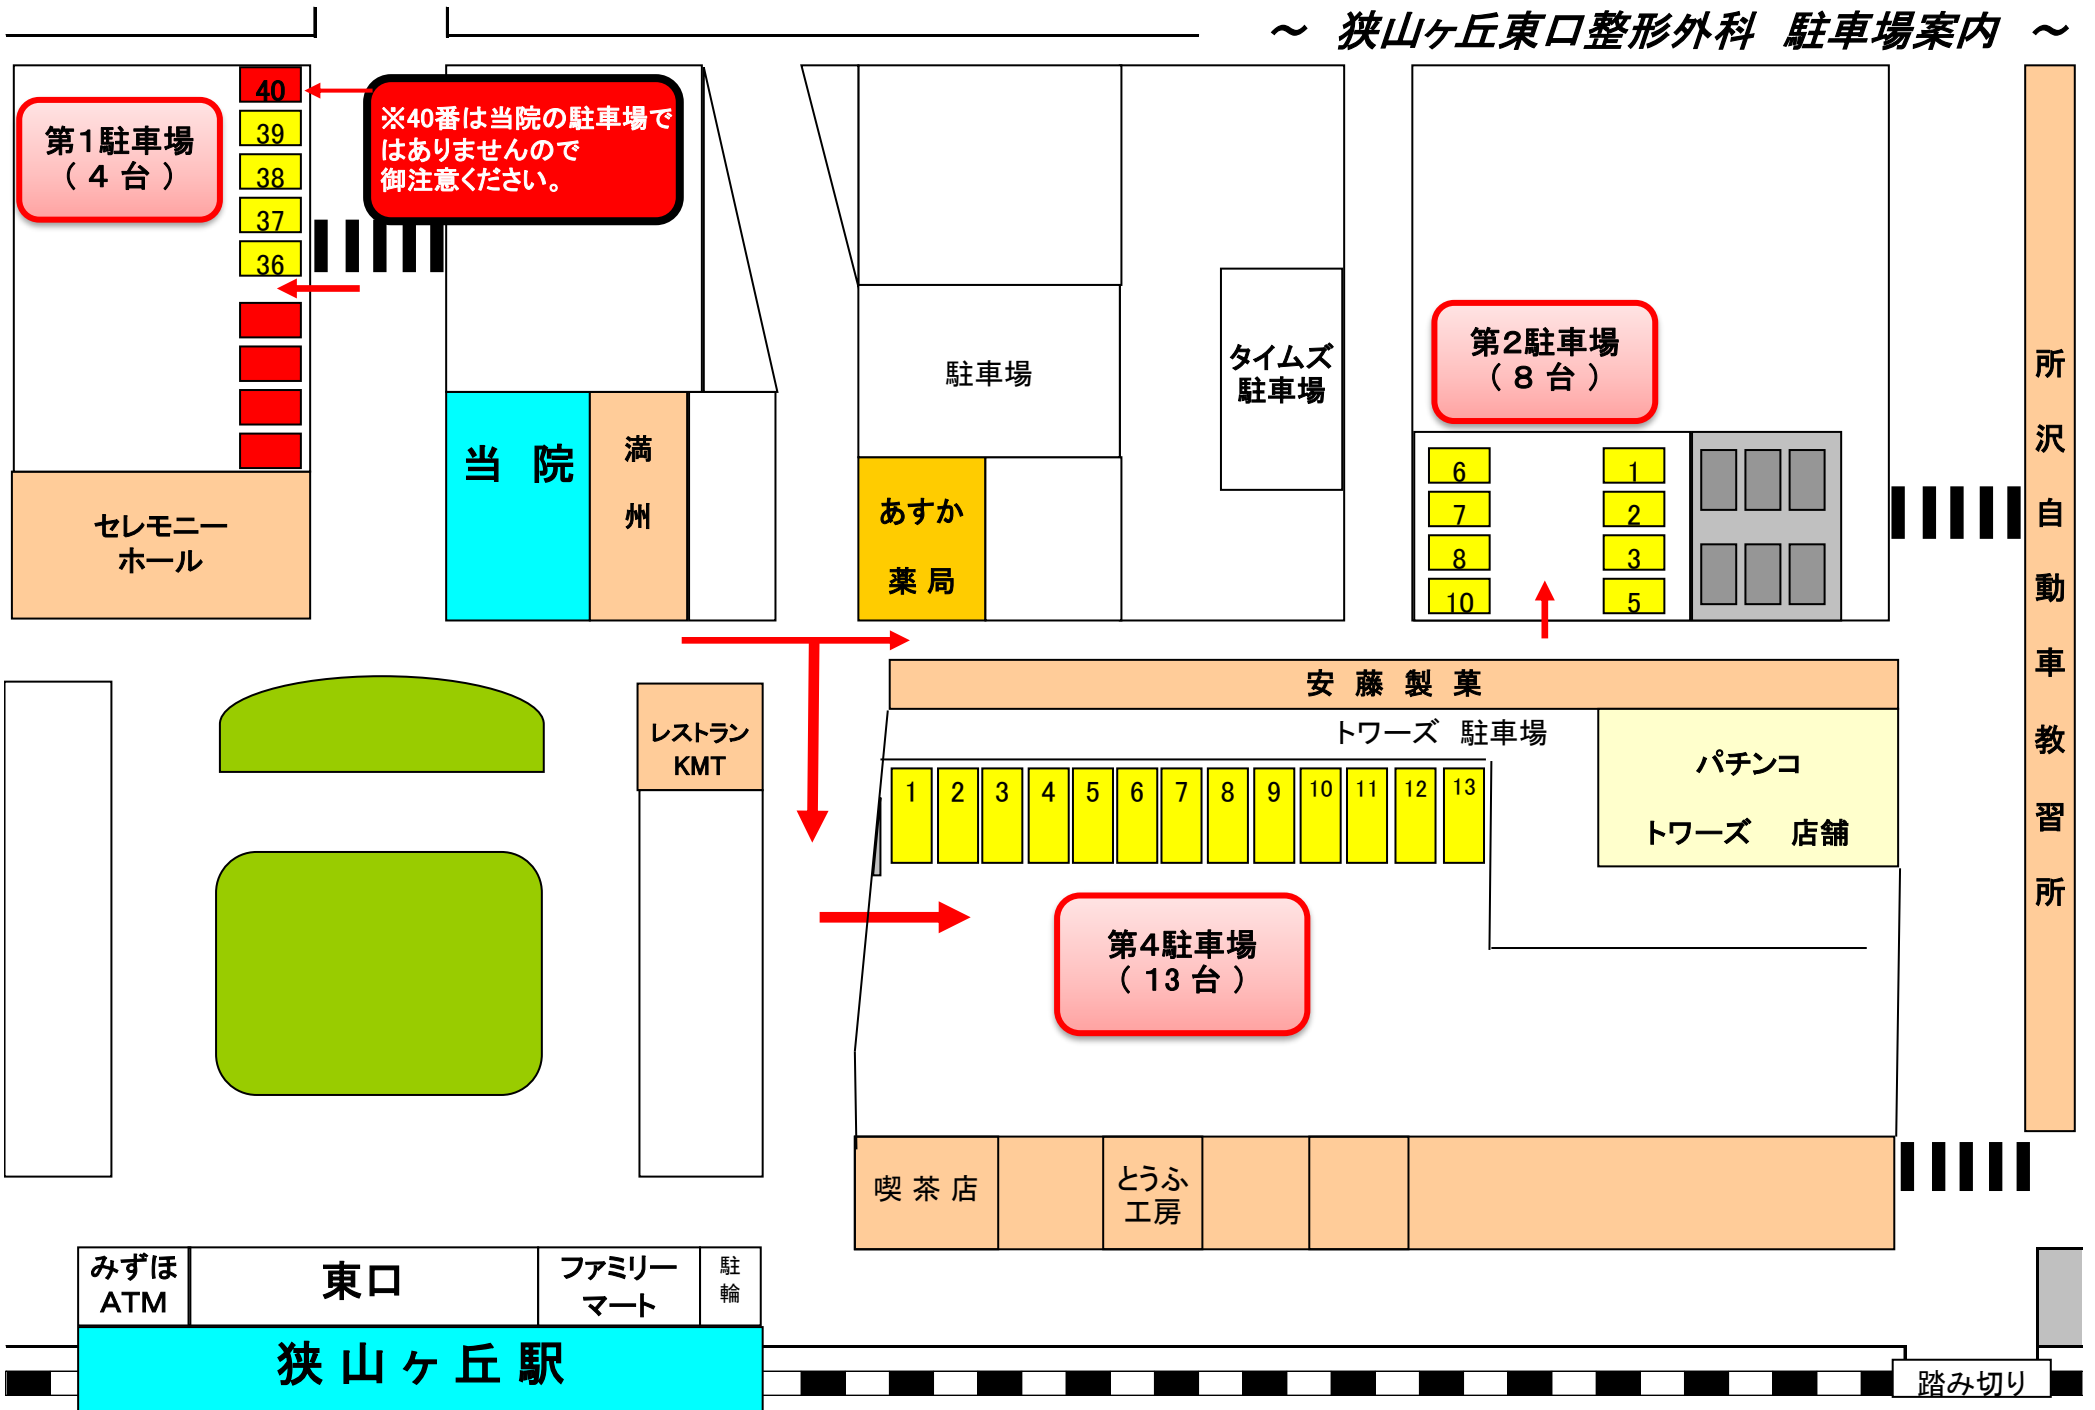 ～ 狭山ヶ丘東口整形外科 駐車場案内 ～
第1駐車場
（ 4 台 ）
40
39
38
37
36
※40番は当院の駐車場で
はありませんので
御注意ください。
セレモニー
ホール
当 院
満
州
駐車場
あすか
薬 局
タイムズ
駐車場
第2駐車場
（ 8 台 ）
6
7
8
10
1
2
3
5
所
沢
自
動
車
教
習
所
安 藤 製 菓
トワーズ 駐車場
パチンコ
トワーズ 店舗
レストラン
KMT
1 2 3 4 5 6 7 8 9 10 11 12 13
第4駐車場
（ 13 台 ）
喫 茶 店
とうふ
工房
みずほ
ATM
東口
ファミリー
マート
駐
輪
狭 山 ヶ 丘 駅
踏み切り